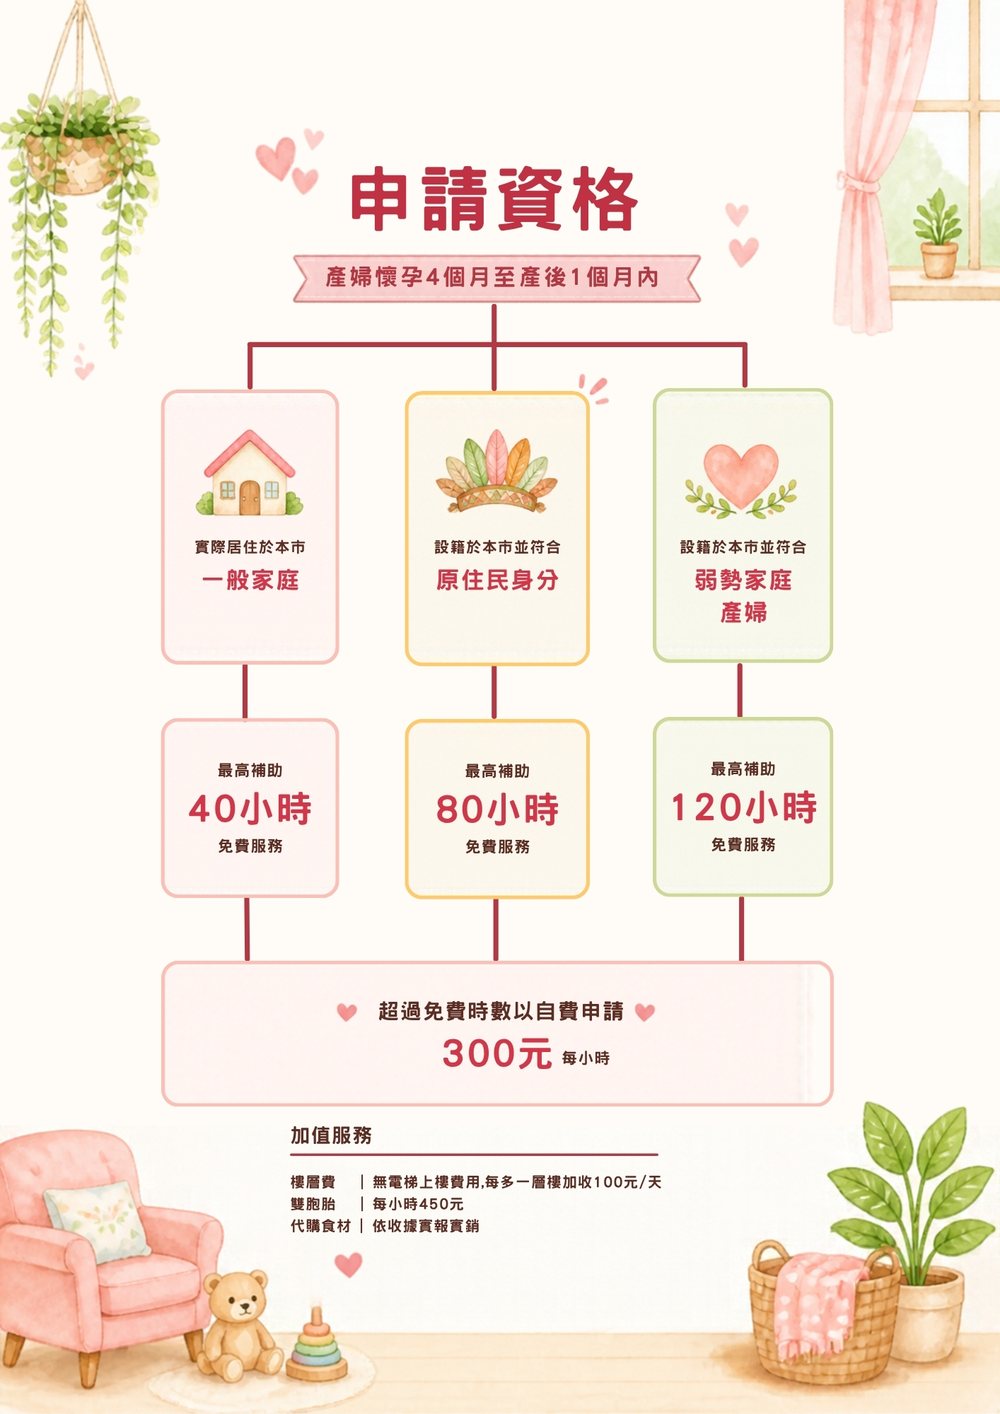 申請資格
產婦懷孕4個月至產後1個月內
實際居住於本市
一般家庭
設籍於本市並符合
原住民身分
設籍於本市並符合
弱勢家庭
產婦
最高補助
40小時
免費服務
最高補助
80小時
免費服務
最高補助
120小時
免費服務
超過免費時數以自費申請
300元 每小時
加值服務
樓層費 | 無電梯上樓費用,每多一層樓加收100元/天
雙胞胎 | 每小時450元
代購食材 | 依收據實報實銷